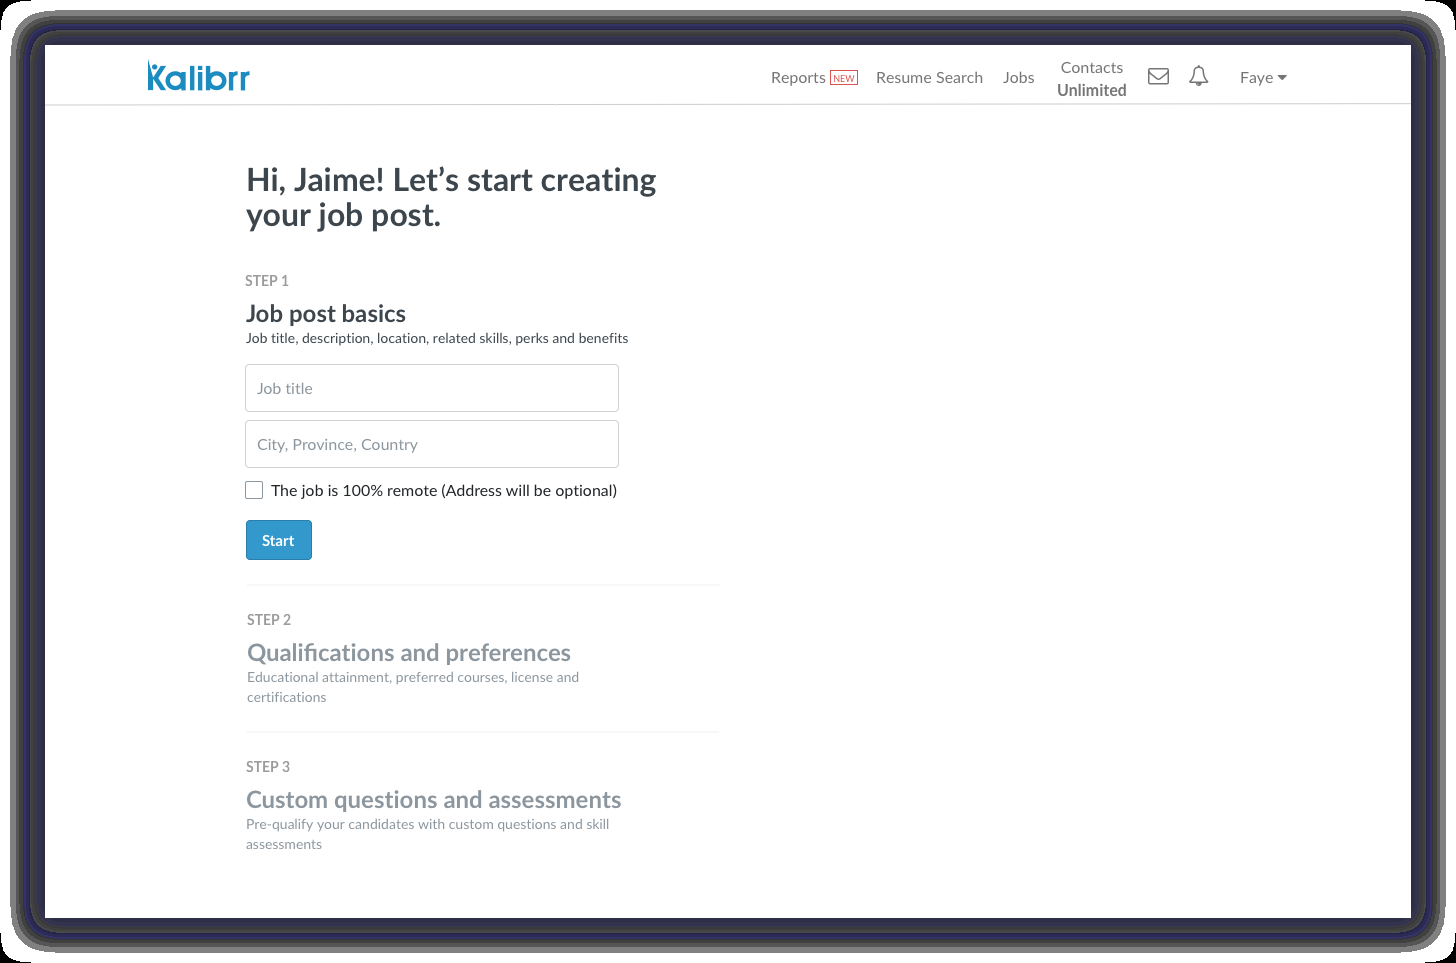 Kalibrr
Reports NEW Resume Search Jobs Contacts Unlimited Faye
Hi, Jaime! Let’s start creating
your job post.
STEP 1
Job post basics
Job title, description, location, related skills, perks and benefits
Job title
City, Province, Country
The job is 100% remote (Address will be optional)
Start
STEP 2
Qualifications and preferences
Educational attainment, preferred courses, license and
certifications
STEP 3
Custom questions and assessments
Pre-qualify your candidates with custom questions and skill
assessments